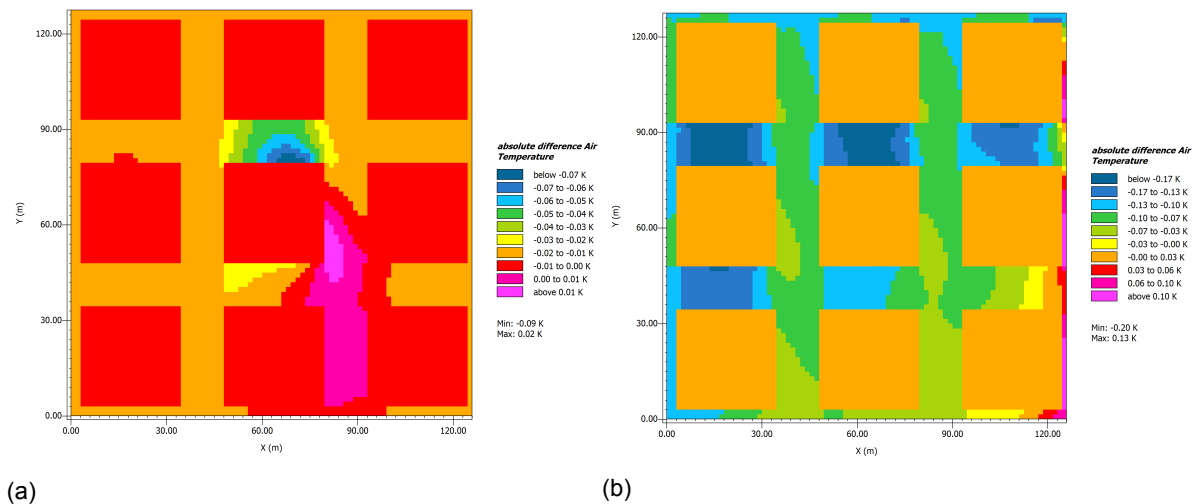 120.00
90.00
60.00
30.00
0.00
Y (m)
0.00 30.00 60.00 90.00 120.00
X (m)
absolute difference Air
Temperature
below -0.07 K
-0.07 to -0.06 K
-0.06 to -0.05 K
-0.05 to -0.04 K
-0.04 to -0.03 K
-0.03 to -0.02 K
-0.02 to -0.01 K
-0.01 to 0.00 K
0.00 to 0.01 K
above 0.01 K
Min: -0.09 K
Max: 0.02 K
(a)
120.00
90.00
60.00
30.00
0.00
Y (m)
0.00 30.00 60.00 90.00 120.00
X (m)
absolute difference Air
Temperature
below -0.17 K
-0.17 to -0.13 K
-0.13 to -0.10 K
-0.10 to -0.07 K
-0.07 to -0.03 K
-0.03 to -0.00 K
-0.00 to 0.03 K
0.03 to 0.06 K
0.06 to 0.10 K
above 0.10 K
Min: -0.20 K
Max: 0.13 K
(b)